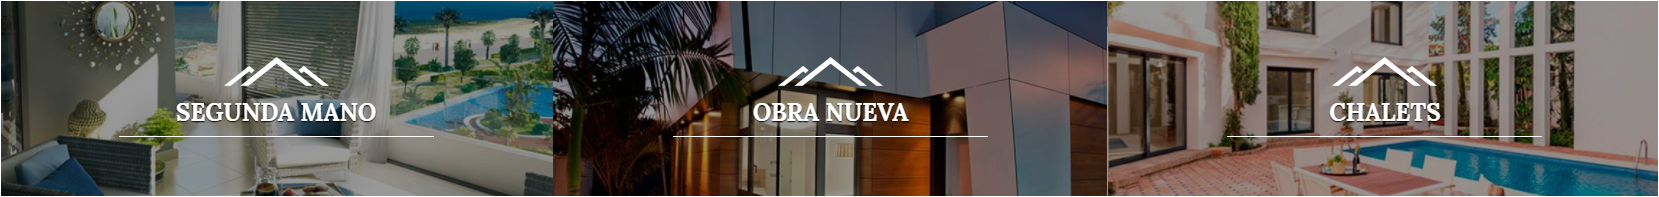 SEGUNDA MANO
OBRA NUEVA
CHALETS